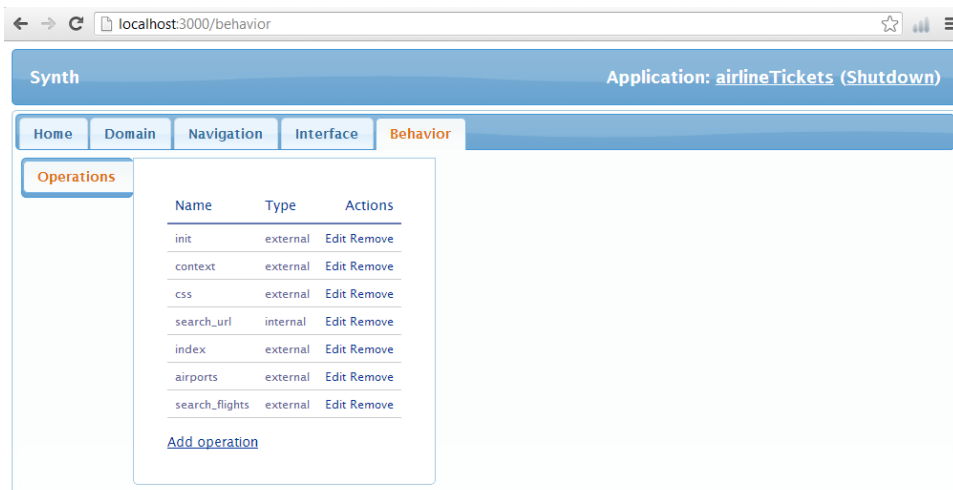 localhost:3000/behavior
Synth Application: airlineTickets (Shutdown)
Home Domain Navigation Interface Behavior
Operations
Name Type Actions
init external Edit Remove
context external Edit Remove
css external Edit Remove
search_url internal Edit Remove
index external Edit Remove
airports external Edit Remove
search_flights external Edit Remove
Add operation